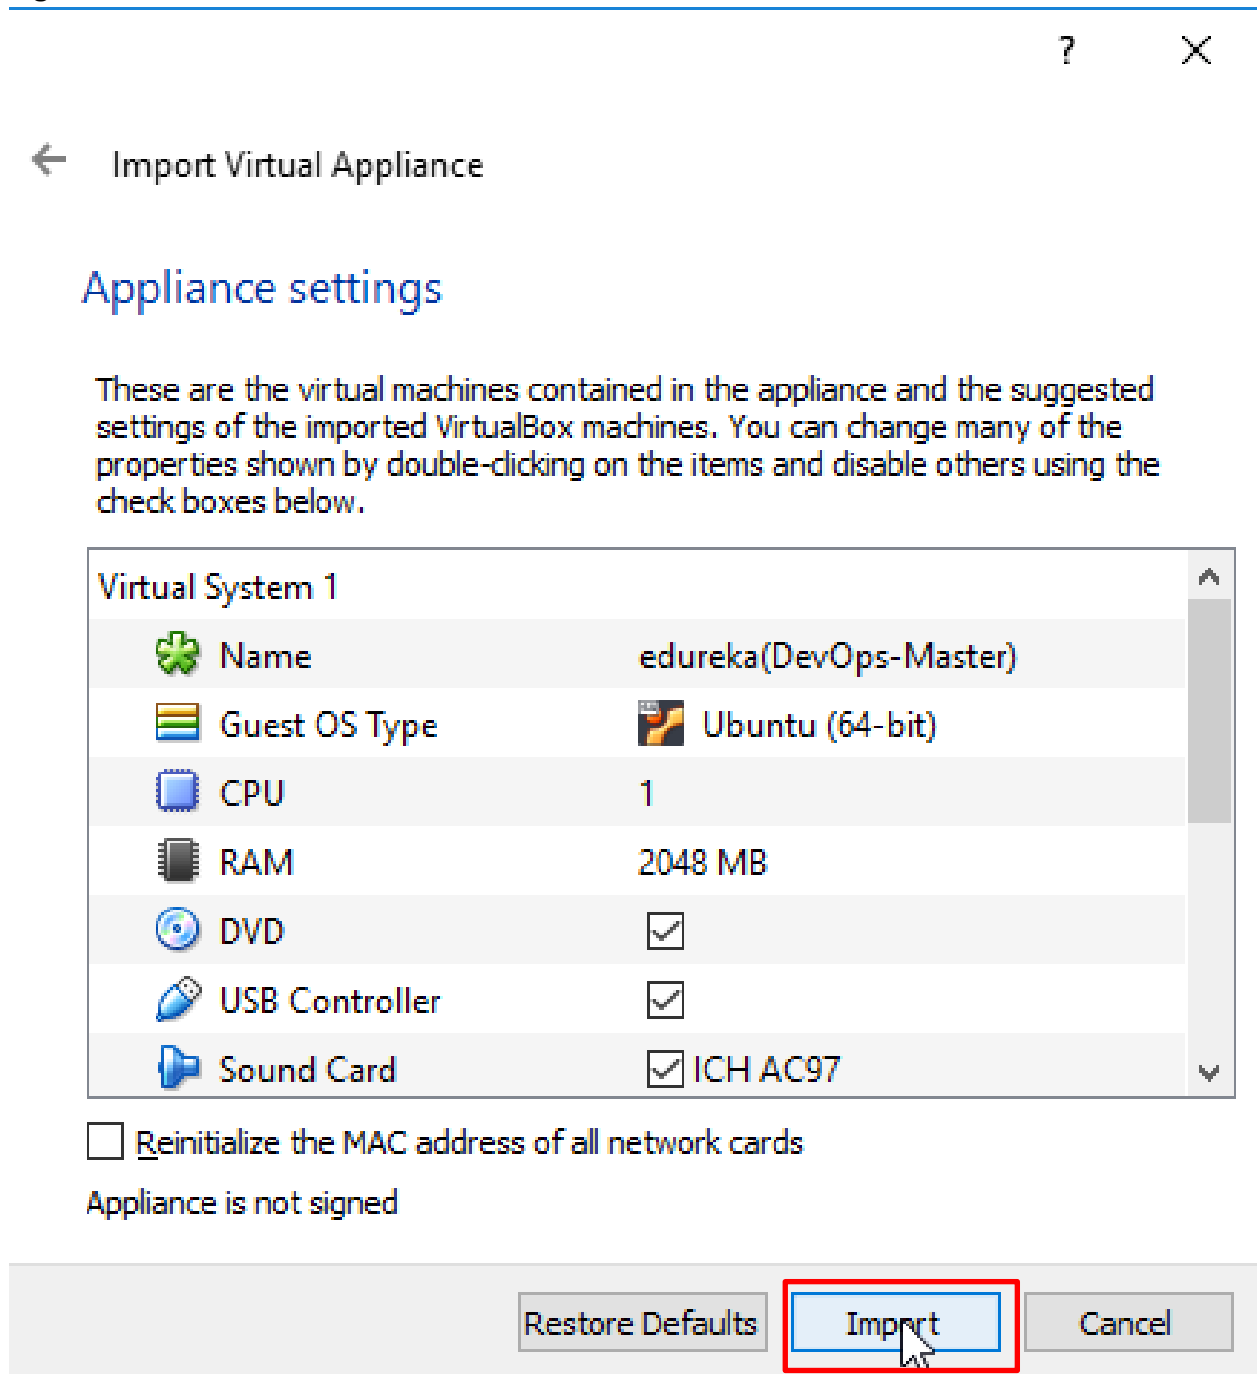 ?
Import Virtual Appliance
Appliance settings
These are the virtual machines contained in the appliance and the suggested
settings of the imported VirtualBox machines. You can change many of the
properties shown by double-clicking on the items and disable others using the
check boxes below.
Virtual System 1
Name edureka(DevOps-Master)
Guest OS Type Ubuntu (64-bit)
CPU 1
RAM 2048 MB
DVD
USB Controller
Sound Card ICH AC97
Reinitialize the MAC address of all network cards
Appliance is not signed
Restore Defaults Import Cancel